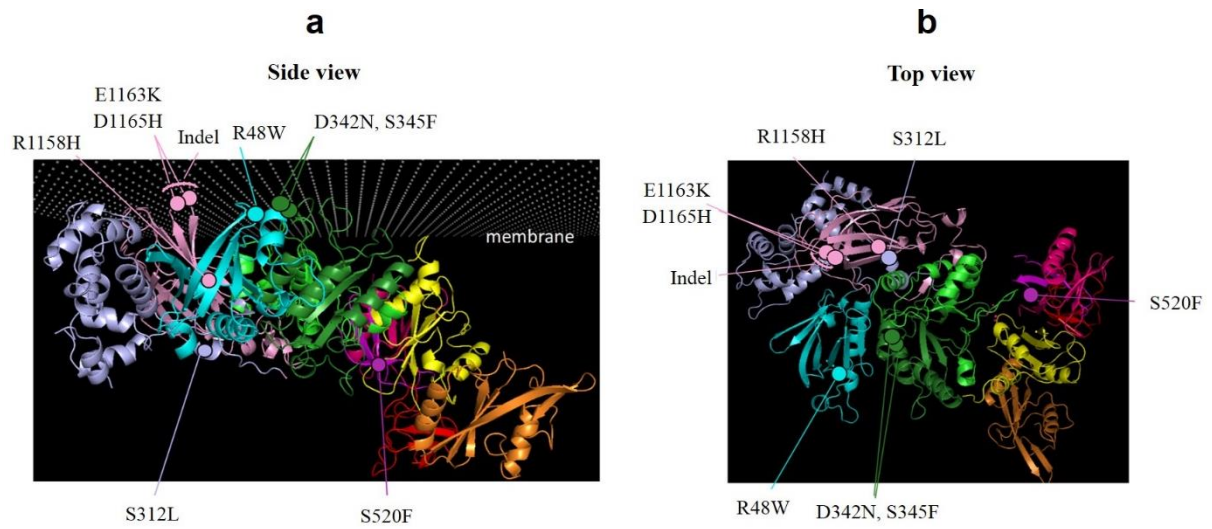 a
Side view
E1163K
D1165H
Indel
R1158H
R48W
D342N, S345F
membrane
S312L
S520F
b
Top view
R1158H
S312L
E1163K
D1165H
Indel
S520F
R48W
D342N, S345F